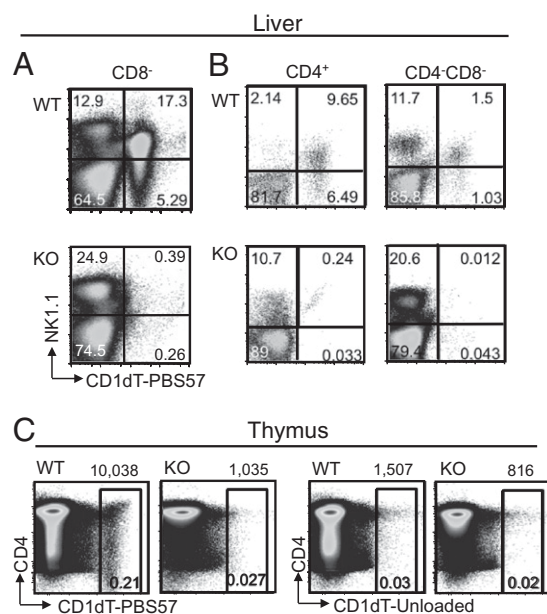 Liver
A
B
CD8-
CD4+
CD4-CD8-
WT
12.9
17.3
64.5
5.29
WT
2.14
9.65
81.7
6.49
11.7
1.5
85.8
1.03
KO
24.9
0.39
74.5
0.26
KO
10.7
0.24
89
0.033
20.6
0.012
79.4
0.043
NK1.1
CD1dT-PBS57
C
Thymus
WT
10,038
KO
1,035
WT
1,507
KO
816
CD4
0.21
0.027
CD4
0.03
0.02
CD1dT-PBS57
CD1dT-Unloaded